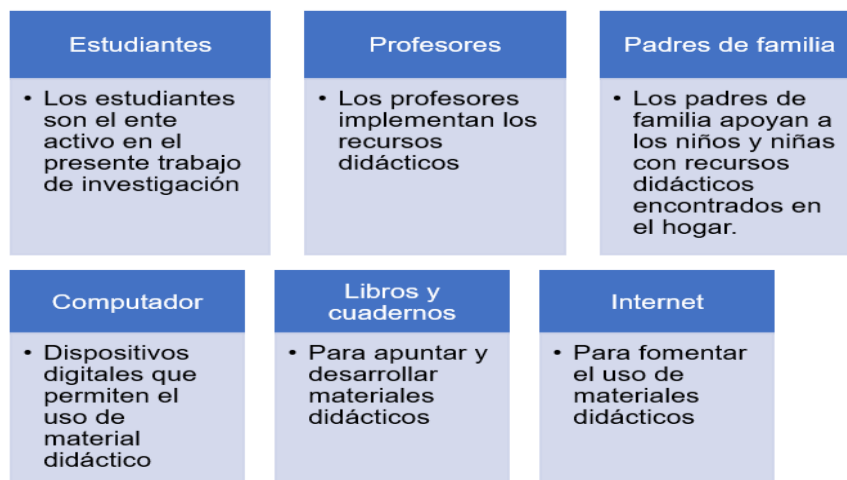 Estudiantes
• Los estudiantes
son el ente
activo en el
presente trabajo
de investigación
Profesores
• Los profesores
implementan los
recursos
didácticos
Padres de familia
• Los padres de
familia apoyan a
los niños y niñas
con recursos
didácticos
encontrados en
el hogar.
Computador
• Dispositivos
digitales que
permiten el
uso de
material
didáctico
Libros y
cuadernos
• Para apuntar y
desarrollar
materiales
didácticos
Internet
• Para fomentar
el uso de
materiales
didácticos